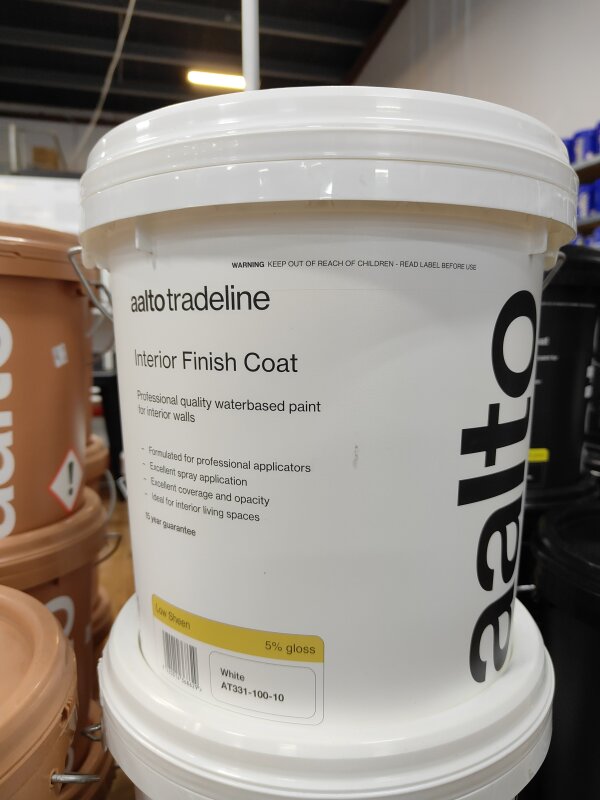 WARNING KEEP OUT OF REACH OF CHILDREN - READ LABEL BEFORE USE
aalto tradeline
Interior Finish Coat
Professional quality waterbased paint
for interior walls
- Formulated for professional applicators
- Excellent spray application
- Excellent coverage and opacity
- Ideal for interior living spaces
15 year guarantee
Low Sheen
5% gloss
White
AT331-100-10
aalto